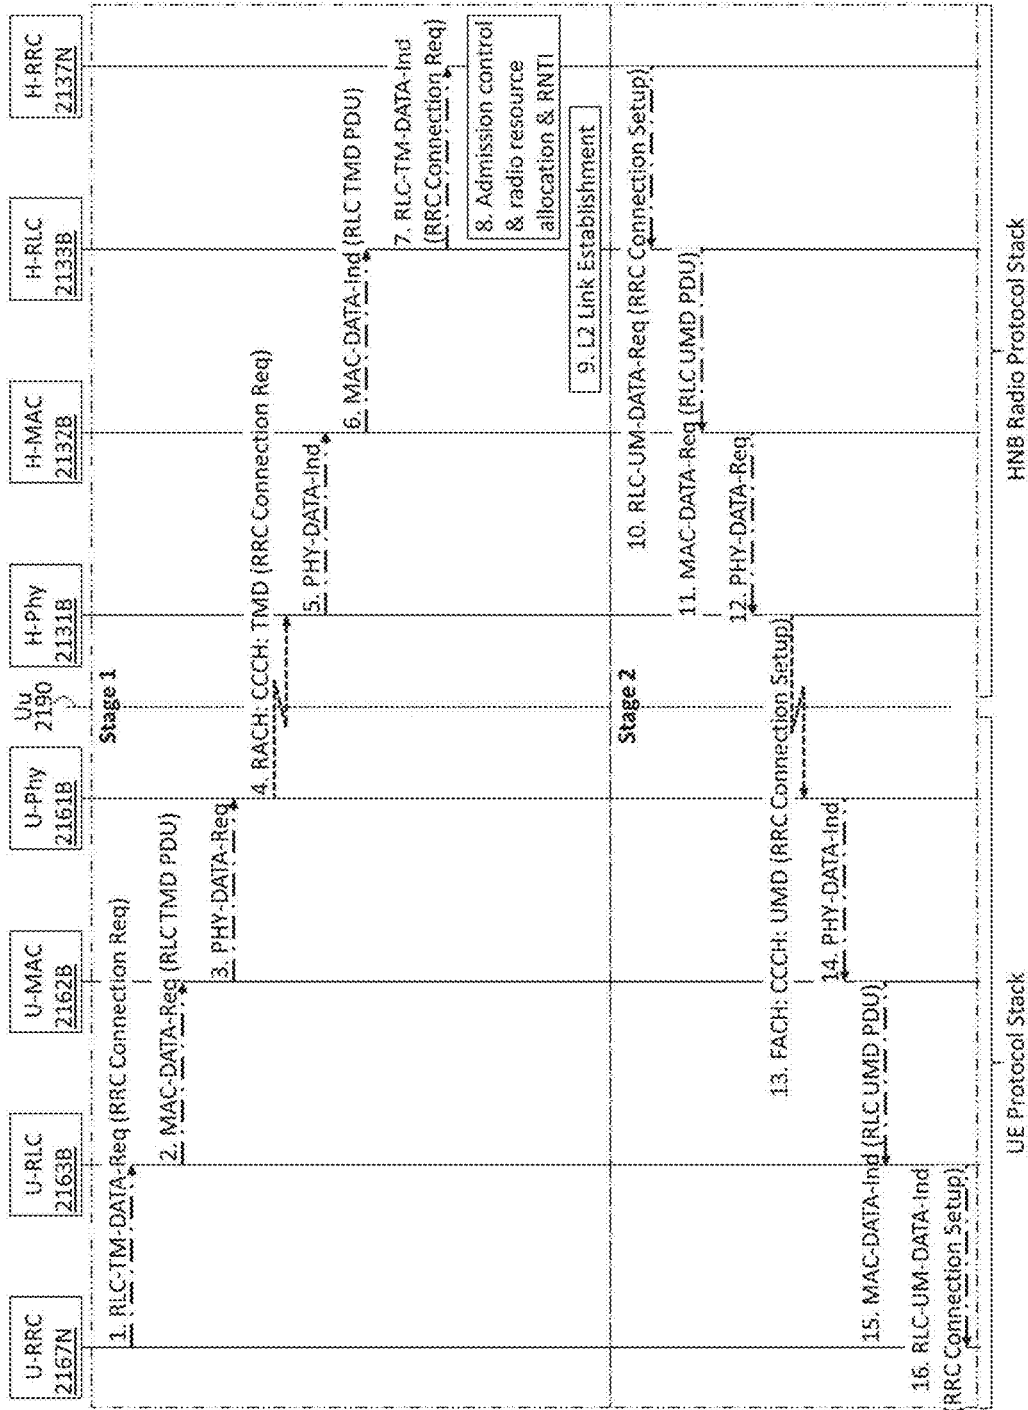 U-RRC
2167N
U-RLC
2163B
U-MAC
2162B
U-Phy
2161B
Uu
2190
H-Phy
2131B
H-MAC
2132B
H-RLC
2133B
H-RRC
2137N
Stage 1
1. RLC-TM-DATA-Req (RRC Connection Req)
2. MAC-DATA-Req (RLC TMD PDU)
3. PHY-DATA-Req
4. RACH: CCCH: TMD (RRC Connection Req)
5. PHY-DATA-Ind
6. MAC-DATA-Ind (RLC TMD PDU)
7. RLC-TM-DATA-Ind
(RRC Connection Req)
8. Admission control
& radio resource
allocation & RNTI
9. L2 Link Establishment
Stage 2
10. RLC-UM-DATA-Req (RRC Connection Setup)
11. MAC-DATA-Req (RLC UMD PDU)
12. PHY-DATA-Req
13. FACH: CCCH: UMD (RRC Connection Setup)
14. PHY-DATA-Ind
15. MAC-DATA-Ind (RLC UMD PDU)
16. RLC-UM-DATA-Ind
(RRC Connection Setup)
UE Protocol Stack
HNB Radio Protocol Stack